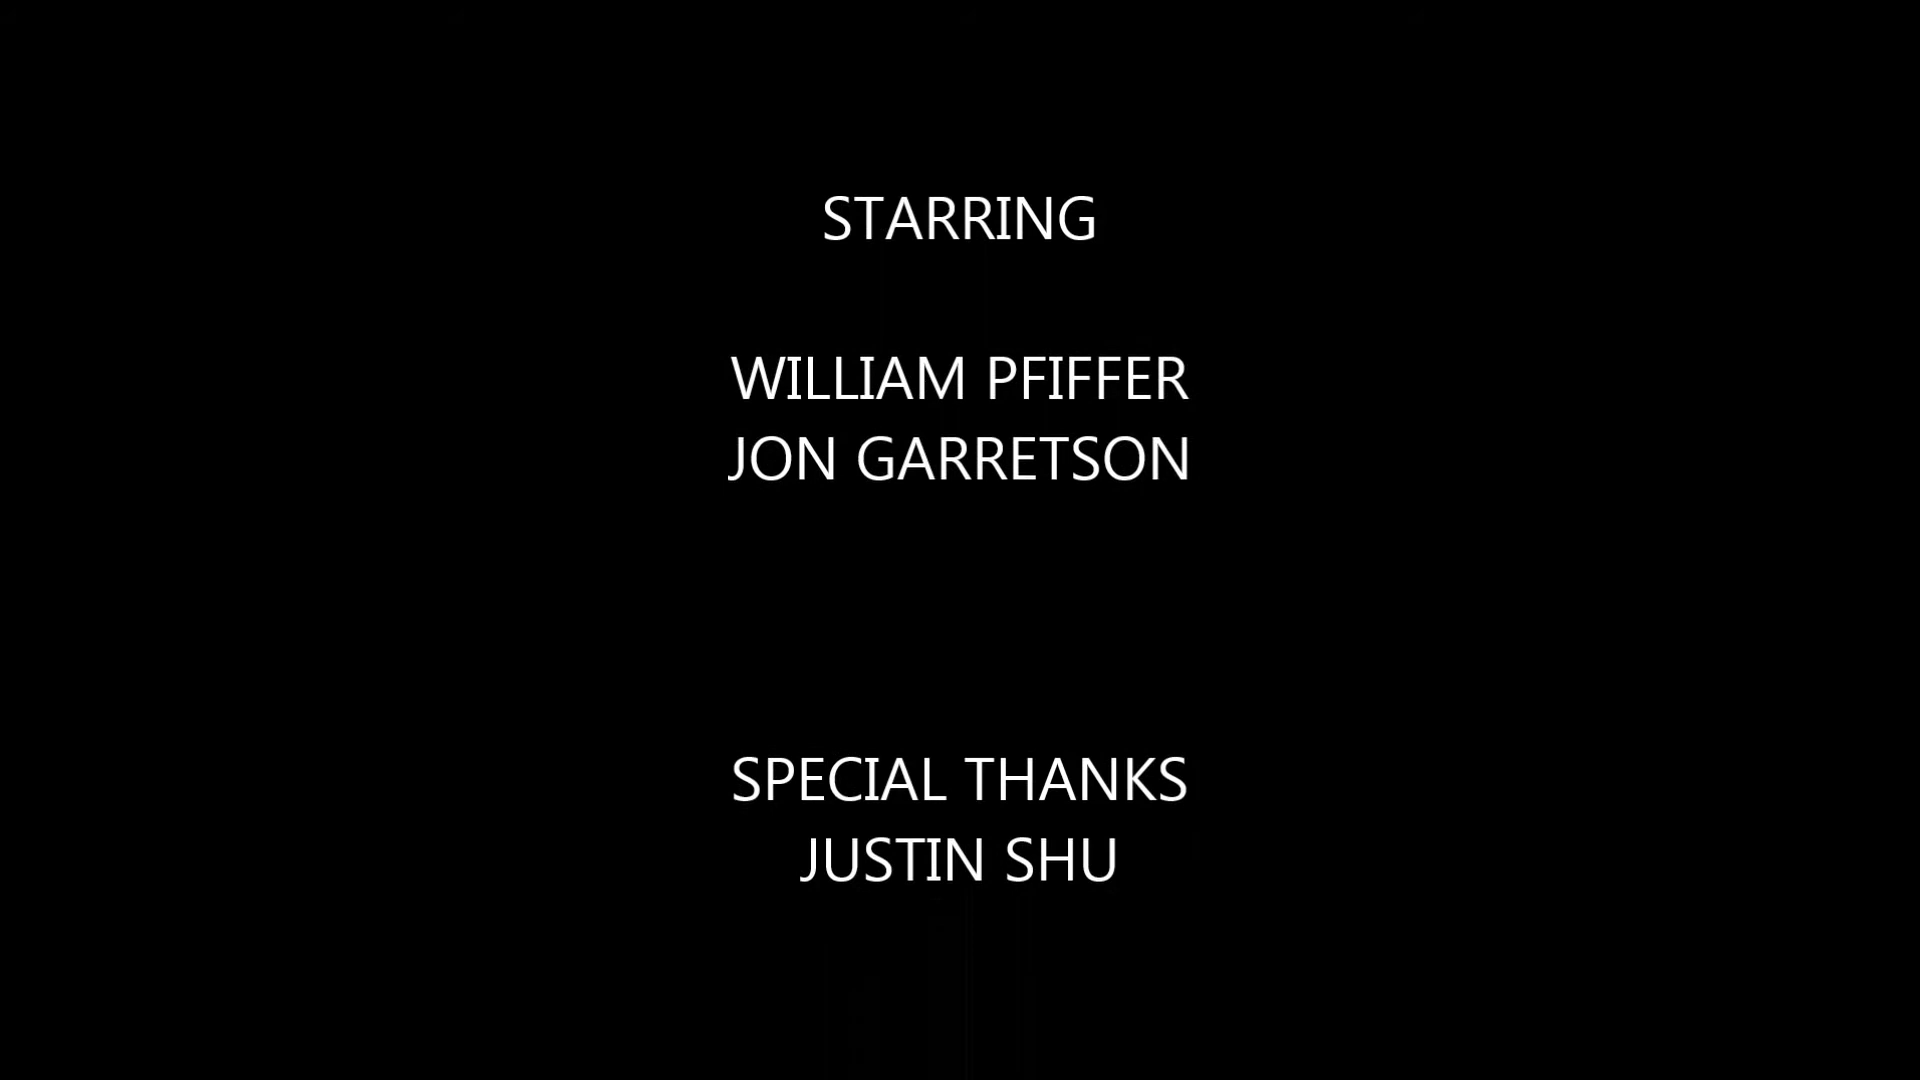 STARRING
WILLIAM PFIFFER
JON GARRETSON
SPECIAL THANKS
JUSTIN SHU